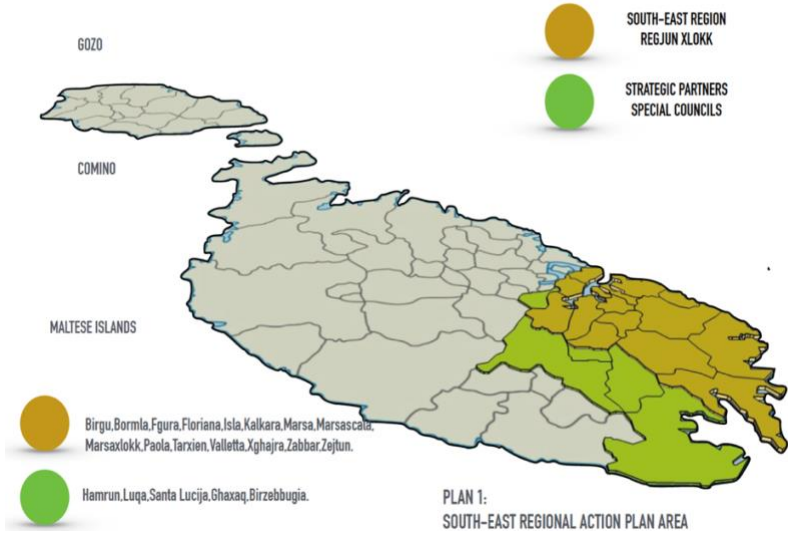 GOZO
SOUTH-EAST REGION
REGJUN XLOKK
STRATEGIC PARTNERS
SPECIAL COUNCILS
COMINO
MALTESE ISLANDS
Birgu,Bormla,Fgura,Floriana,Isla,Kalkara,Marsa,Marsascala,
Marsaxlokk,Paola,Tarxien,Valletta,Xghajra,Zabbar,Zejtun.
Hamrun,Luqa,Santa Lucija,Ghaxaq,Birzebbugia.
PLAN 1:
SOUTH-EAST REGIONAL ACTION PLAN AREA